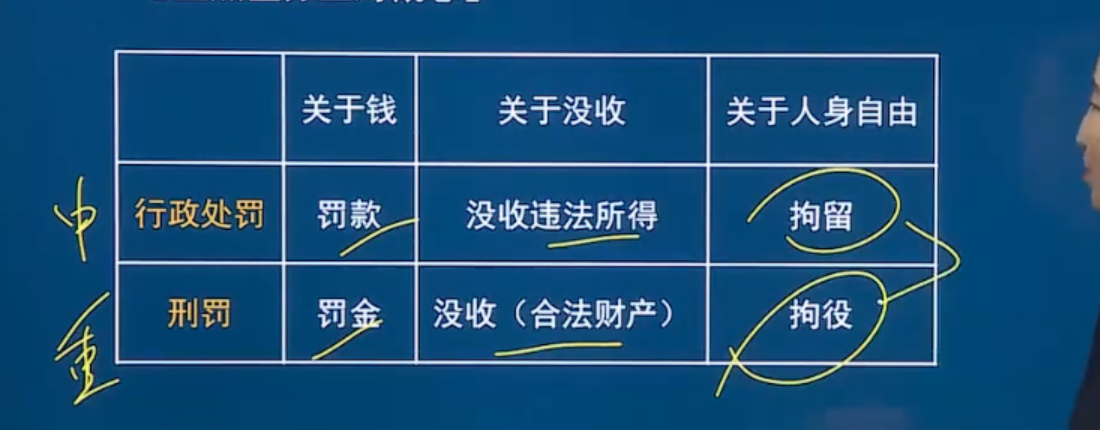 关于钱 关于没收 关于人身自由
中 行政处罚 罚款 没收违法所得 拘留
重 刑罚 罚金 没收（合法财产） 拘役